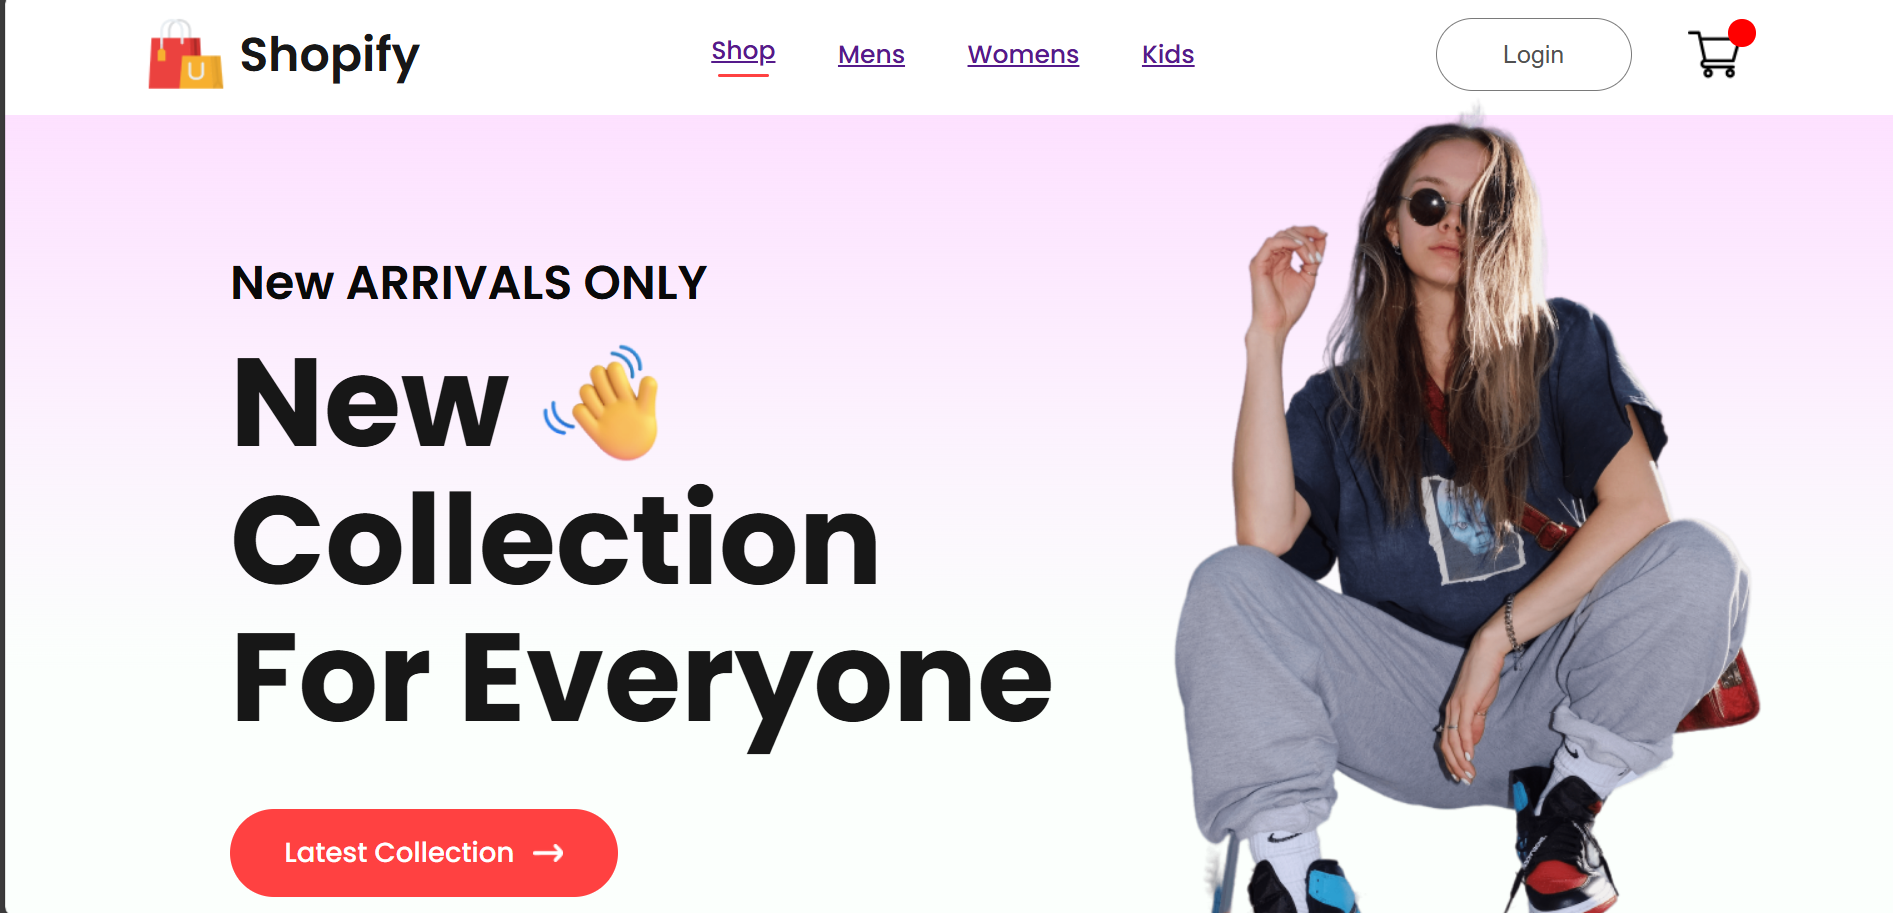 Shopify
Shop Mens Womens Kids
Login
New ARRIVALS ONLY
New
Collection
For Everyone
Latest Collection →